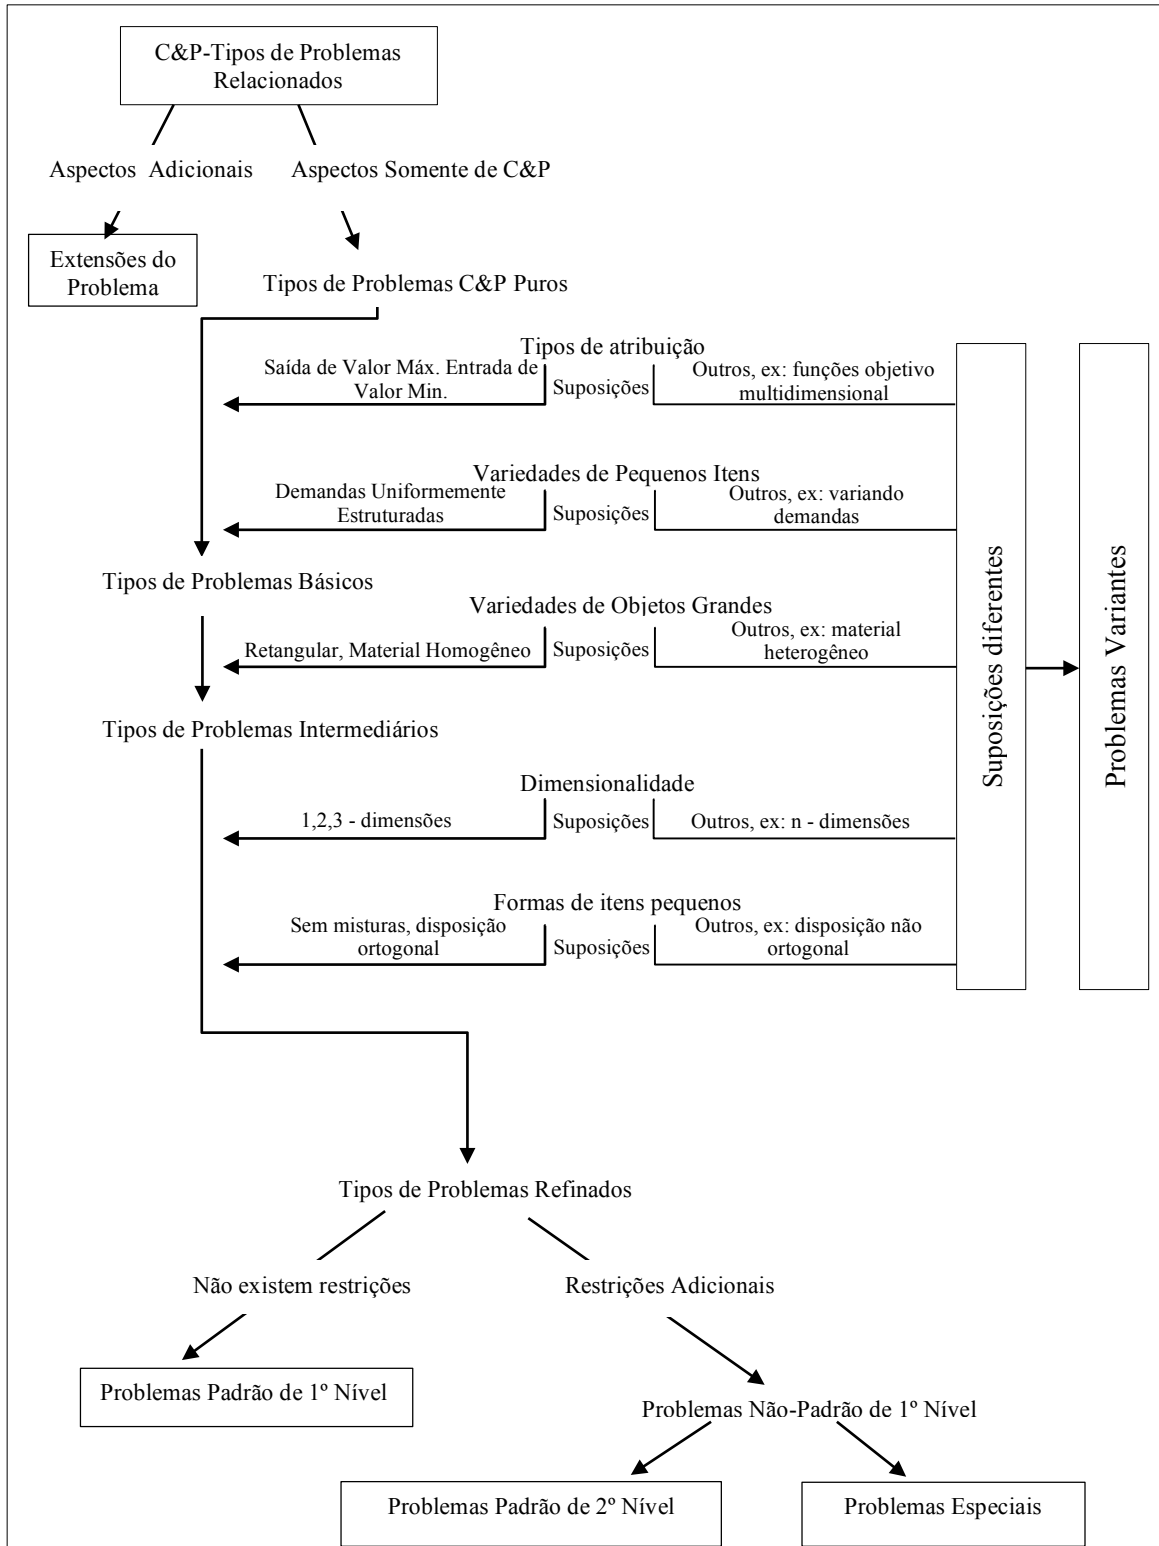 C&P-Tipos de Problemas
Relacionados
Aspectos Adicionais
Aspectos Somente de C&P
Extensões do
Problema
Tipos de Problemas C&P Puros
Tipos de atribuição
Saída de Valor Máx. Entrada de
Valor Min.
Suposições
Outros, ex: funções objetivo
multidimensional
Variedades de Pequenos Itens
Demandas Uniformemente
Estruturadas
Suposições
Outros, ex: variando
demandas
Tipos de Problemas Básicos
Variedades de Objetos Grandes
Retangular, Material Homogêneo
Suposições
Outros, ex: material
heterogêneo
Tipos de Problemas Intermediários
Dimensionalidade
1,2,3 - dimensões
Suposições
Outros, ex: n - dimensões
Formas de itens pequenos
Sem misturas, disposição
ortogonal
Suposições
Outros, ex: disposição não
ortogonal
Suposições diferentes
Problemas Variantes
Tipos de Problemas Refinados
Não existem restrições
Restrições Adicionais
Problemas Padrão de 1º Nível
Problemas Não-Padrão de 1º Nível
Problemas Padrão de 2º Nível
Problemas Especiais